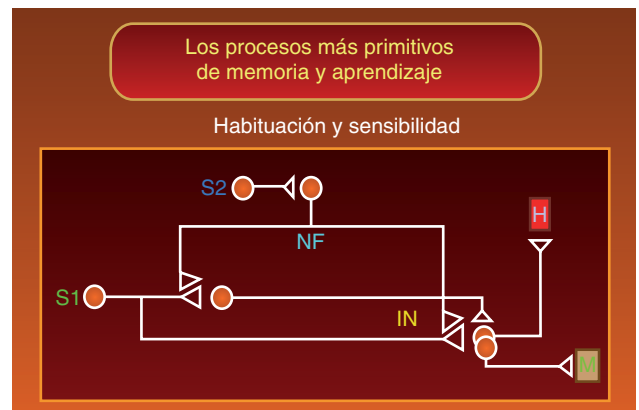 Los procesos más primitivos
de memoria y aprendizaje
Habituación y sensibilidad
S2
H
NF
S1
IN
M